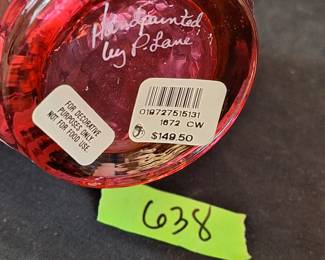 Handpainted
by P. Lane
FOR DECORATIVE
PURPOSES ONLY
NOT FOR FOOD USE.
019727515131
1672 CW
$149.50
638